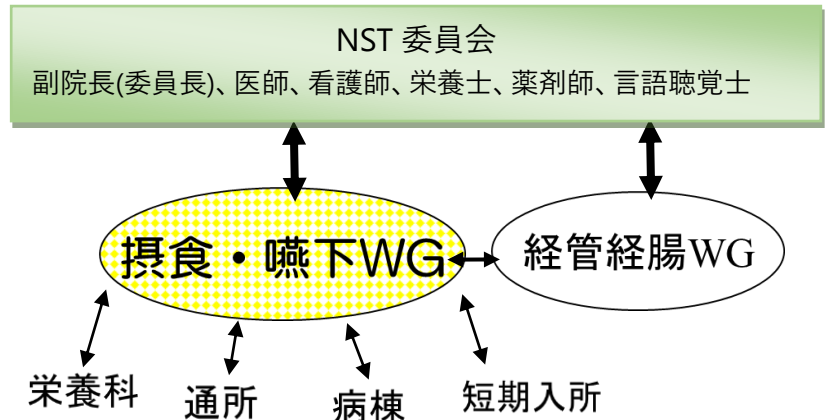 NST 委員会
副院長(委員長)、医師、看護師、栄養士、薬剤師、言語聴覚士
摂食・嚥下WG
経管経腸WG
栄養科
通所
病棟
短期入所